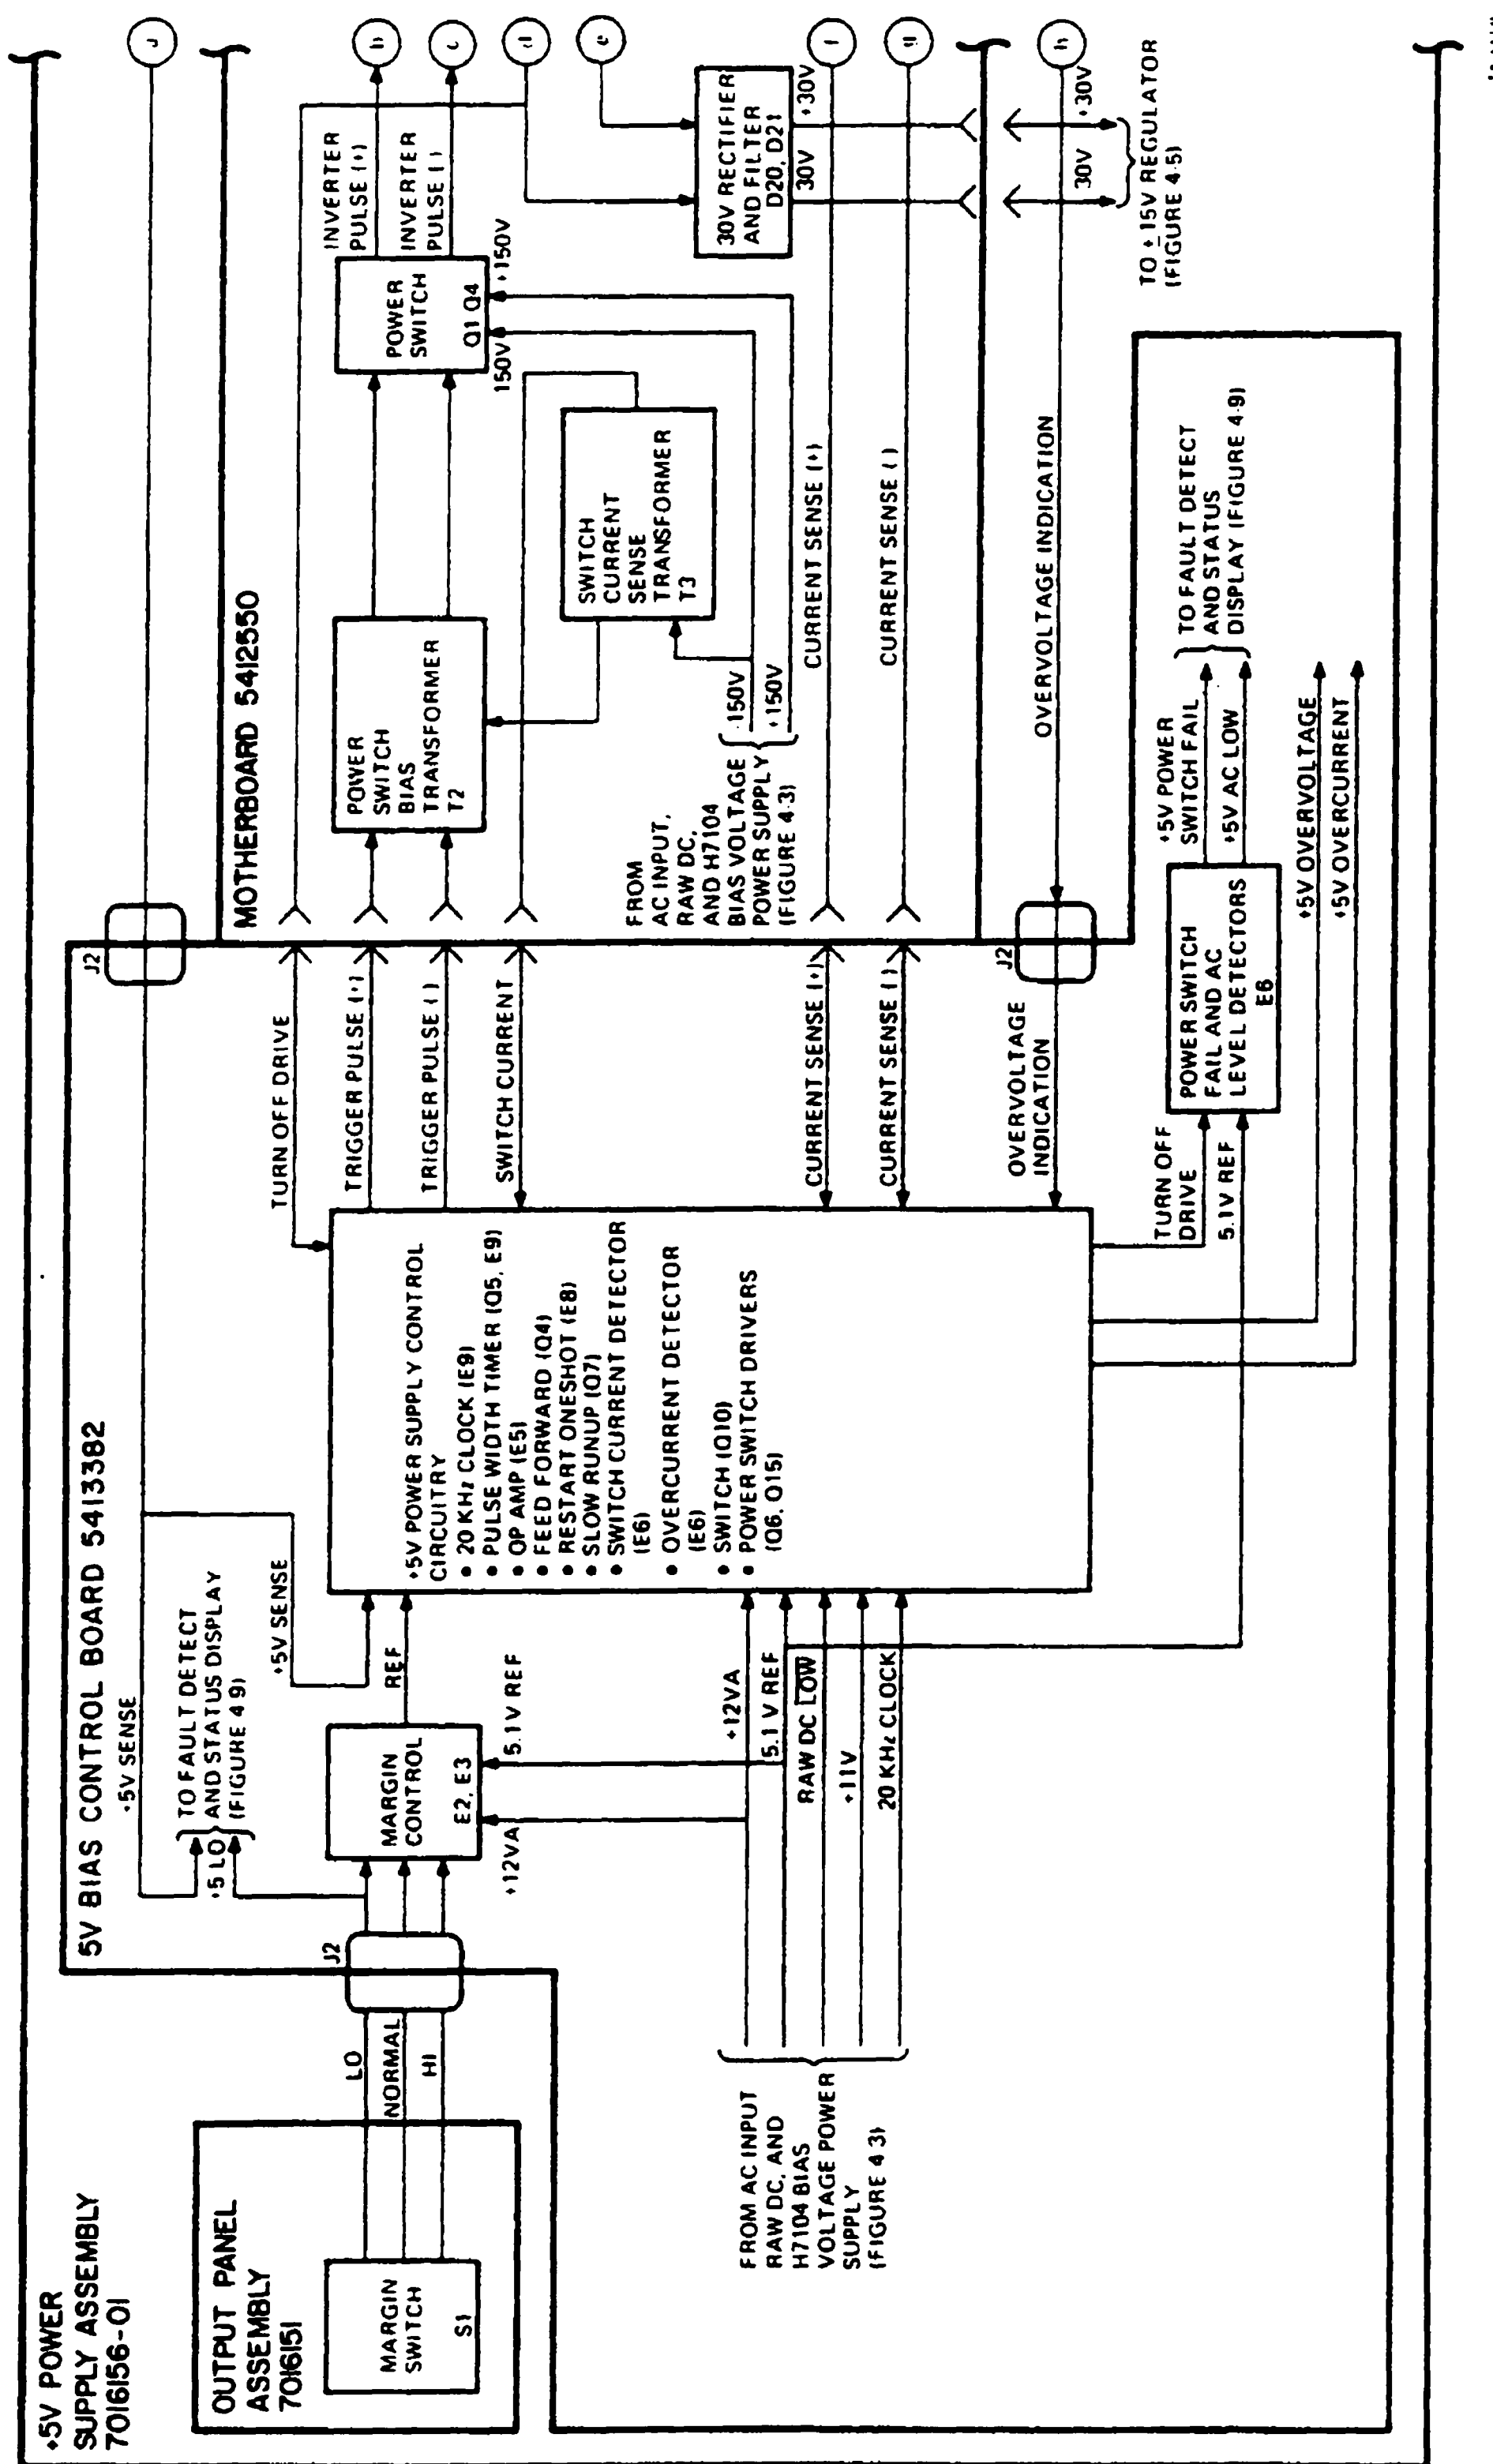 +5V POWER
SUPPLY ASSEMBLY
7016156-01
OUTPUT PANEL
ASSEMBLY
7016151
MARGIN
SWITCH
S1
LO
NORMAL
HI
J2
5V BIAS CONTROL BOARD 5413382
+5V SENSE
TO FAULT DETECT
AND STATUS DISPLAY
(FIGURE 4 9)
+5 LO
MARGIN
CONTROL
E2, E3
+12VA
5.1V REF
REF
+5V SENSE
FROM AC INPUT
RAW DC, AND
H7104 BIAS
VOLTAGE POWER
SUPPLY
(FIGURE 4 3)
+12VA
5.1 V REF
RAW DC LOW
+11V
20 KHz CLOCK
+5V POWER SUPPLY CONTROL
CIRCUITRY
• 20 KHz CLOCK (E9)
• PULSE WIDTH TIMER (Q5, E9)
• OP AMP (E5)
• FEED FORWARD (Q4)
• RESTART ONESHOT (E8)
• SLOW RUNUP (Q7)
• SWITCH CURRENT DETECTOR
(E6)
• OVERCURRENT DETECTOR
(E6)
• SWITCH (Q10)
• POWER SWITCH DRIVERS
(Q6, Q15)
J2
TURN OFF DRIVE
TRIGGER PULSE (+)
TRIGGER PULSE ( )
SWITCH CURRENT
CURRENT SENSE (+)
CURRENT SENSE ( )
OVERVOLTAGE
INDICATION
J2
TURN OFF
DRIVE
5.1V REF
POWER SWITCH
FAIL AND AC
LEVEL DETECTORS
E6
+5V POWER
SWITCH FAIL
+5V AC LOW
TO FAULT DETECT
AND STATUS
DISPLAY (FIGURE 4-9)
+5V OVERVOLTAGE
+5V OVERCURRENT
MOTHERBOARD 5412550
POWER
SWITCH
BIAS
TRANSFORMER
T2
SWITCH
CURRENT
SENSE
TRANSFORMER
T3
FROM
AC INPUT,
RAW DC,
AND H7104
BIAS VOLTAGE
POWER SUPPLY
(FIGURE 4-3)
-150V
+150V
CURRENT SENSE (+)
CURRENT SENSE ( )
OVERVOLTAGE INDICATION
POWER
SWITCH
Q1 Q4
150V
+150V
INVERTER
PULSE (+)
INVERTER
PULSE ( )
30V RECTIFIER
AND FILTER
D20, D21
30V
+30V
30V
+30V
TO ±15V REGULATOR
(FIGURE 4-5)
b
c
d
e
f
g
h